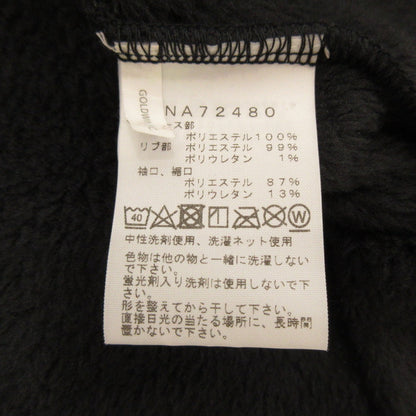 GOLDWIN
NA72480
ス部
ポリエステル100%
リブ部 ポリエステル 99%
ポリウレタン 1%
袖口、裾口
ポリエステル 87%
ポリウレタン 13%
40 W
中性洗剤使用、洗濯ネット使用
色物は他の物と一緒に洗濯しない
で下さい。
蛍光剤入り洗剤は使用しないで下
さい。
形を整えてから干して下さい。
直接日光の当たる場所に、長時間
置かないで下さい。